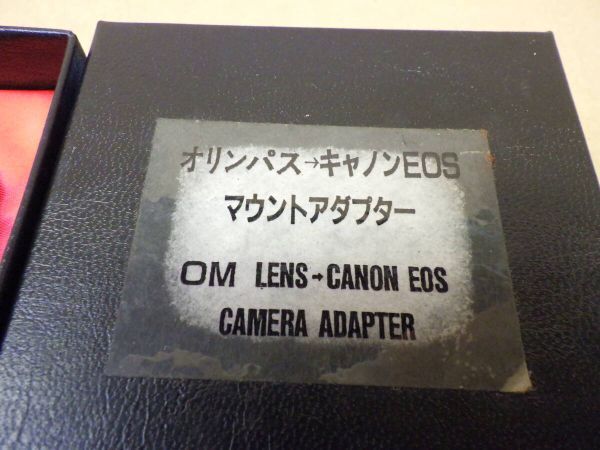 オリンパス→キャノンEOS
マウントアダプター
OM LENS→CANON EOS
CAMERA ADAPTER